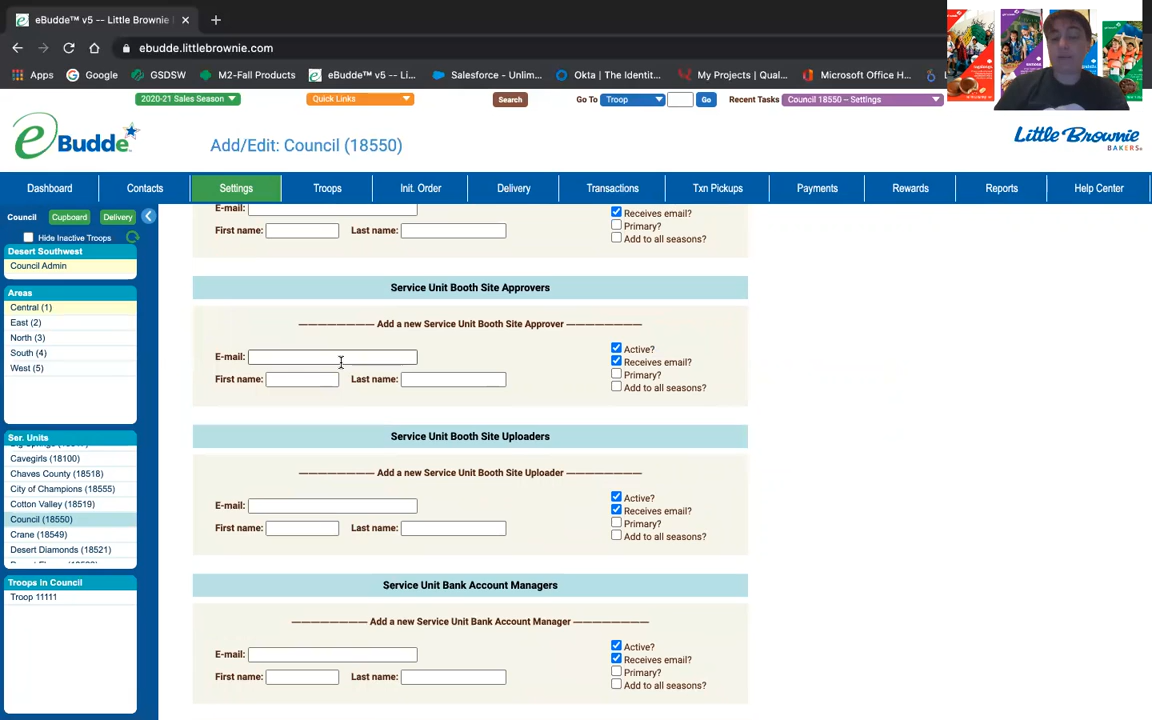 eBudde™ v5 -- Little Brownie
ebudde.littlebrownie.com
Apps Google GSDSW M2-Fall Products eBudde™ v5 -- Li... Salesforce - Unlim... Okta | The Identit... My Projects | Qual... Microsoft Office H...
2020-21 Sales Season Quick Links Search Go To Troop Go Recent Tasks Council 18550 – Settings
eBudde
Add/Edit: Council (18550)
Little Brownie
BAKERS
Dashboard Contacts Settings Troops Init. Order Delivery Transactions Txn Pickups Payments Rewards Reports Help Center
Council Cupboard Delivery
Hide Inactive Troops
Desert Southwest
Council Admin
Areas
Central (1)
East (2)
North (3)
South (4)
West (5)
Ser. Units
Cavegirls (18100)
Chaves County (18518)
City of Champions (18555)
Cotton Valley (18519)
Council (18550)
Crane (18549)
Desert Diamonds (18521)
Troops In Council
Troop 11111
E-mail:
Receives email?
Primary?
First name: Last name:
Add to all seasons?
Service Unit Booth Site Approvers
——————— Add a new Service Unit Booth Site Approver ———————
Active?
E-mail:
Receives email?
Primary?
First name: Last name:
Add to all seasons?
Service Unit Booth Site Uploaders
——————— Add a new Service Unit Booth Site Uploader ———————
Active?
E-mail:
Receives email?
Primary?
First name: Last name:
Add to all seasons?
Service Unit Bank Account Managers
——————— Add a new Service Unit Bank Account Manager ———————
Active?
E-mail:
Receives email?
Primary?
First name: Last name:
Add to all seasons?